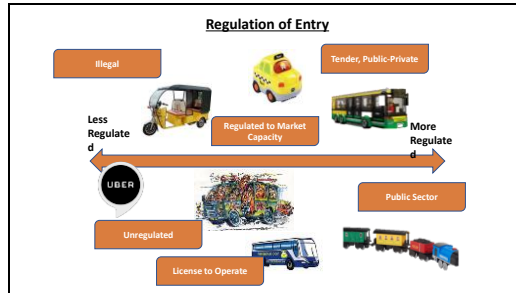 Regulation of Entry
Illegal
Tender, Public-Private
Regulated to Market
Capacity
Less
Regulate
d
More
Regulate
d
UBER
Public Sector
Unregulated
License to Operate